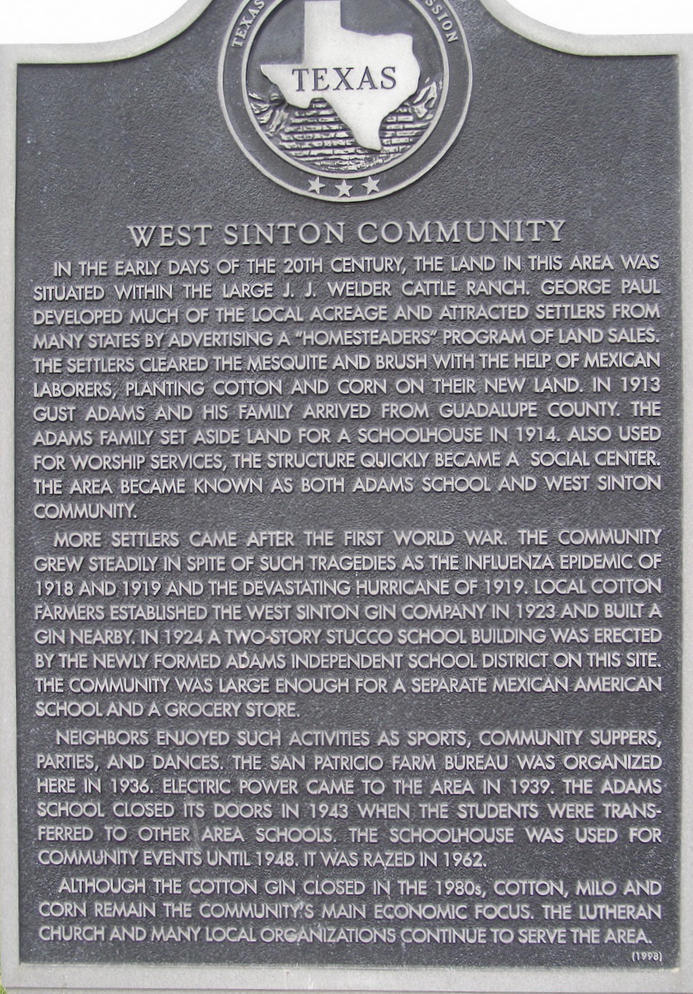 TEXAS
SSION
TEXAS
WEST SINTON COMMUNITY
IN THE EARLY DAYS OF THE 20TH CENTURY, THE LAND IN THIS AREA WAS
SITUATED WITHIN THE LARGE J. J. WELDER CATTLE RANCH. GEORGE PAUL
DEVELOPED MUCH OF THE LOCAL ACREAGE AND ATTRACTED SETTLERS FROM
MANY STATES BY ADVERTISING A "HOMESTEADERS" PROGRAM OF LAND SALES.
THE SETTLERS CLEARED THE MESQUITE AND BRUSH WITH THE HELP OF MEXICAN
LABORERS, PLANTING COTTON AND CORN ON THEIR NEW LAND. IN 1913
GUST ADAMS AND HIS FAMILY ARRIVED FROM GUADALUPE COUNTY. THE
ADAMS FAMILY SET ASIDE LAND FOR A SCHOOLHOUSE IN 1914. ALSO USED
FOR WORSHIP SERVICES, THE STRUCTURE QUICKLY BECAME A SOCIAL CENTER.
THE AREA BECAME KNOWN AS BOTH ADAMS SCHOOL AND WEST SINTON
COMMUNITY.
MORE SETTLERS CAME AFTER THE FIRST WORLD WAR. THE COMMUNITY
GREW STEADILY IN SPITE OF SUCH TRAGEDIES AS THE INFLUENZA EPIDEMIC OF
1918 AND 1919 AND THE DEVASTATING HURRICANE OF 1919. LOCAL COTTON
FARMERS ESTABLISHED THE WEST SINTON GIN COMPANY IN 1923 AND BUILT A
GIN NEARBY. IN 1924 A TWO-STORY STUCCO SCHOOL BUILDING WAS ERECTED
BY THE NEWLY FORMED ADAMS INDEPENDENT SCHOOL DISTRICT ON THIS SITE.
THE COMMUNITY WAS LARGE ENOUGH FOR A SEPARATE MEXICAN AMERICAN
SCHOOL AND A GROCERY STORE.
NEIGHBORS ENJOYED SUCH ACTIVITIES AS SPORTS, COMMUNITY SUPPERS,
PARTIES, AND DANCES. THE SAN PATRICIO FARM BUREAU WAS ORGANIZED
HERE IN 1936. ELECTRIC POWER CAME TO THE AREA IN 1939. THE ADAMS
SCHOOL CLOSED ITS DOORS IN 1943 WHEN THE STUDENTS WERE TRANS-
FERRED TO OTHER AREA SCHOOLS. THE SCHOOLHOUSE WAS USED FOR
COMMUNITY EVENTS UNTIL 1948. IT WAS RAZED IN 1962.
ALTHOUGH THE COTTON GIN CLOSED IN THE 1980s, COTTON, MILO AND
CORN REMAIN THE COMMUNITY'S MAIN ECONOMIC FOCUS. THE LUTHERAN
CHURCH AND MANY LOCAL ORGANIZATIONS CONTINUE TO SERVE THE AREA.
(1998)